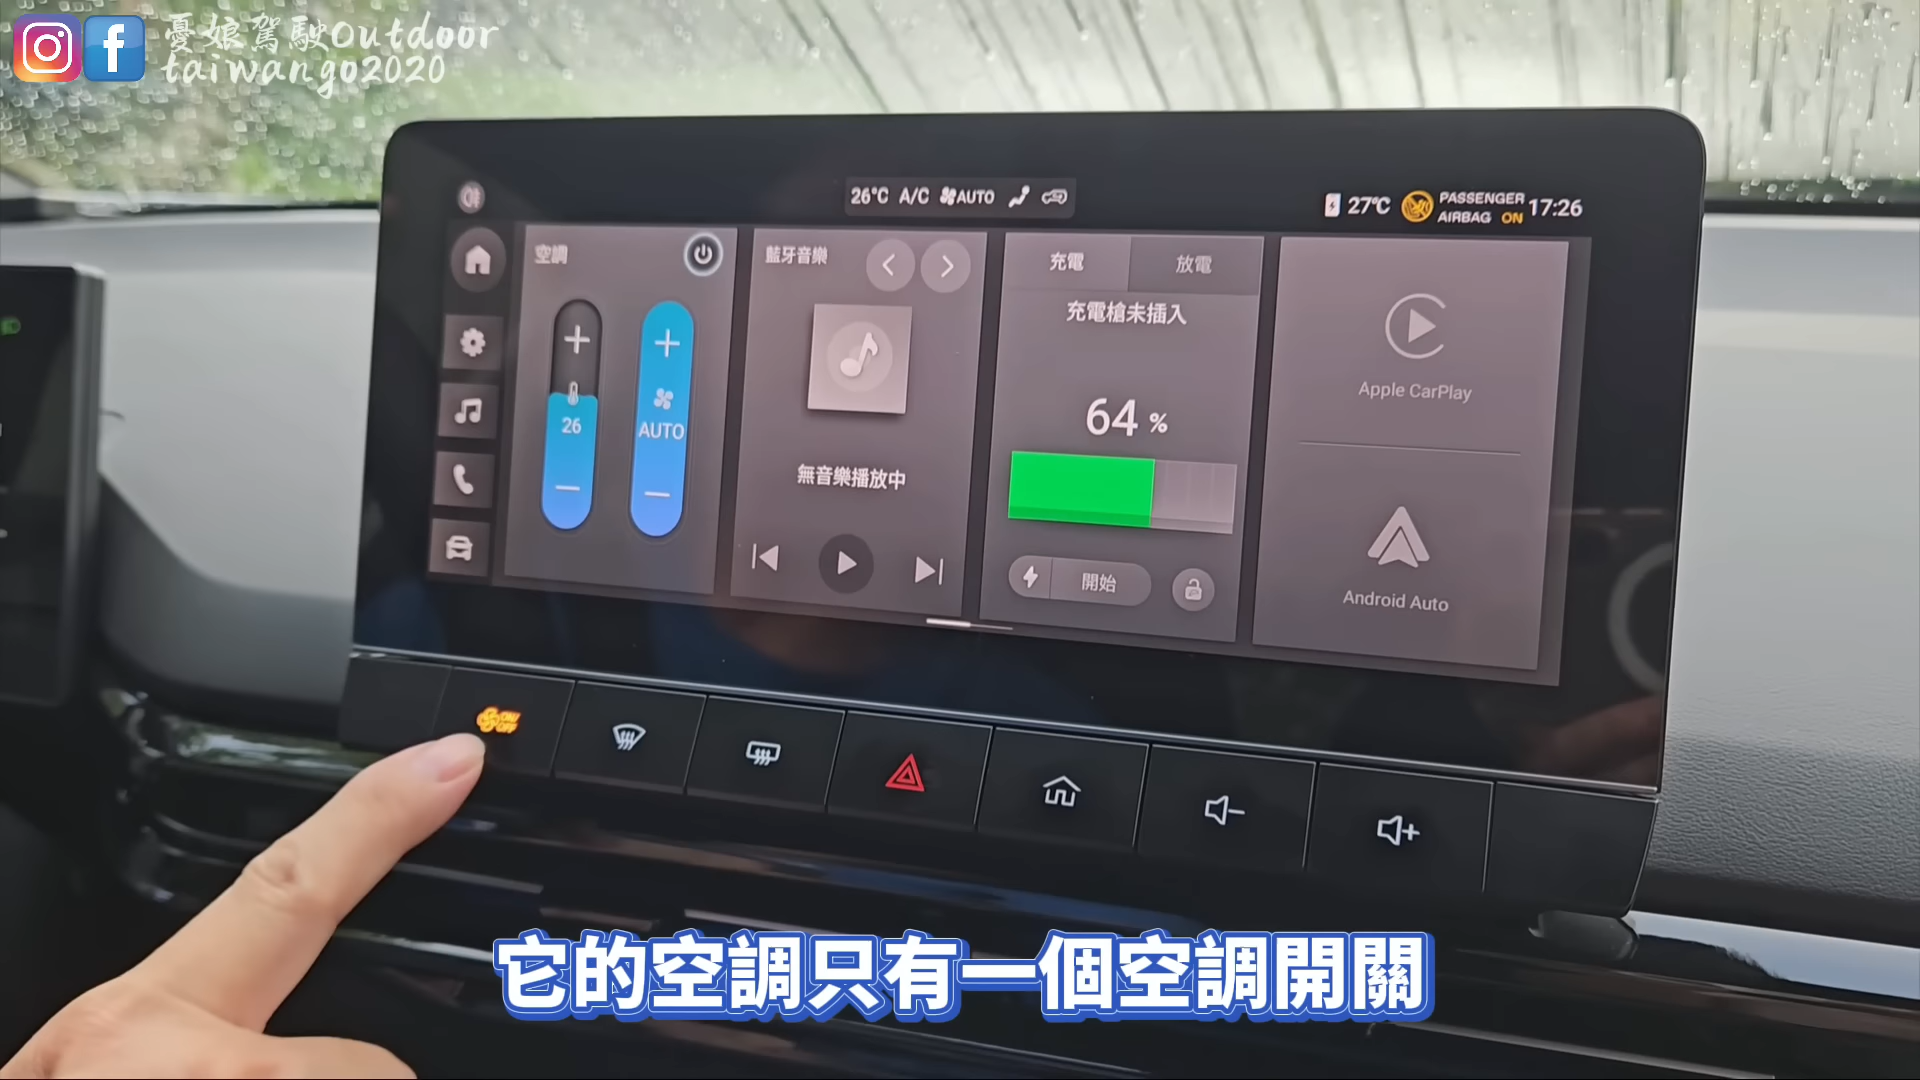 憂娘駕駛Outdoor
taiwango2020
26°C A/C AUTO
27°C
PASSENGER
AIRBAG ON
17:26
空調
26
AUTO
藍牙音樂
無音樂播放中
充電
放電
充電槍未插入
64 %
開始
Apple CarPlay
Android Auto
ON/
OFF
它的空調只有一個空調開關